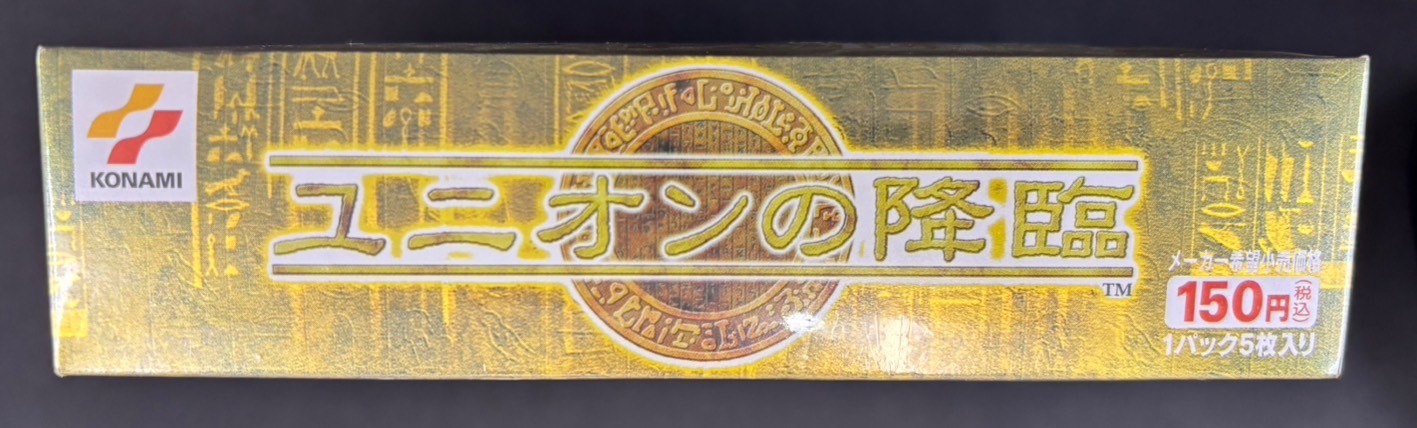 KONAMI
ユニオンの降臨
TM
メーカー希望小売価格
150円(税込)
1パック5枚入り